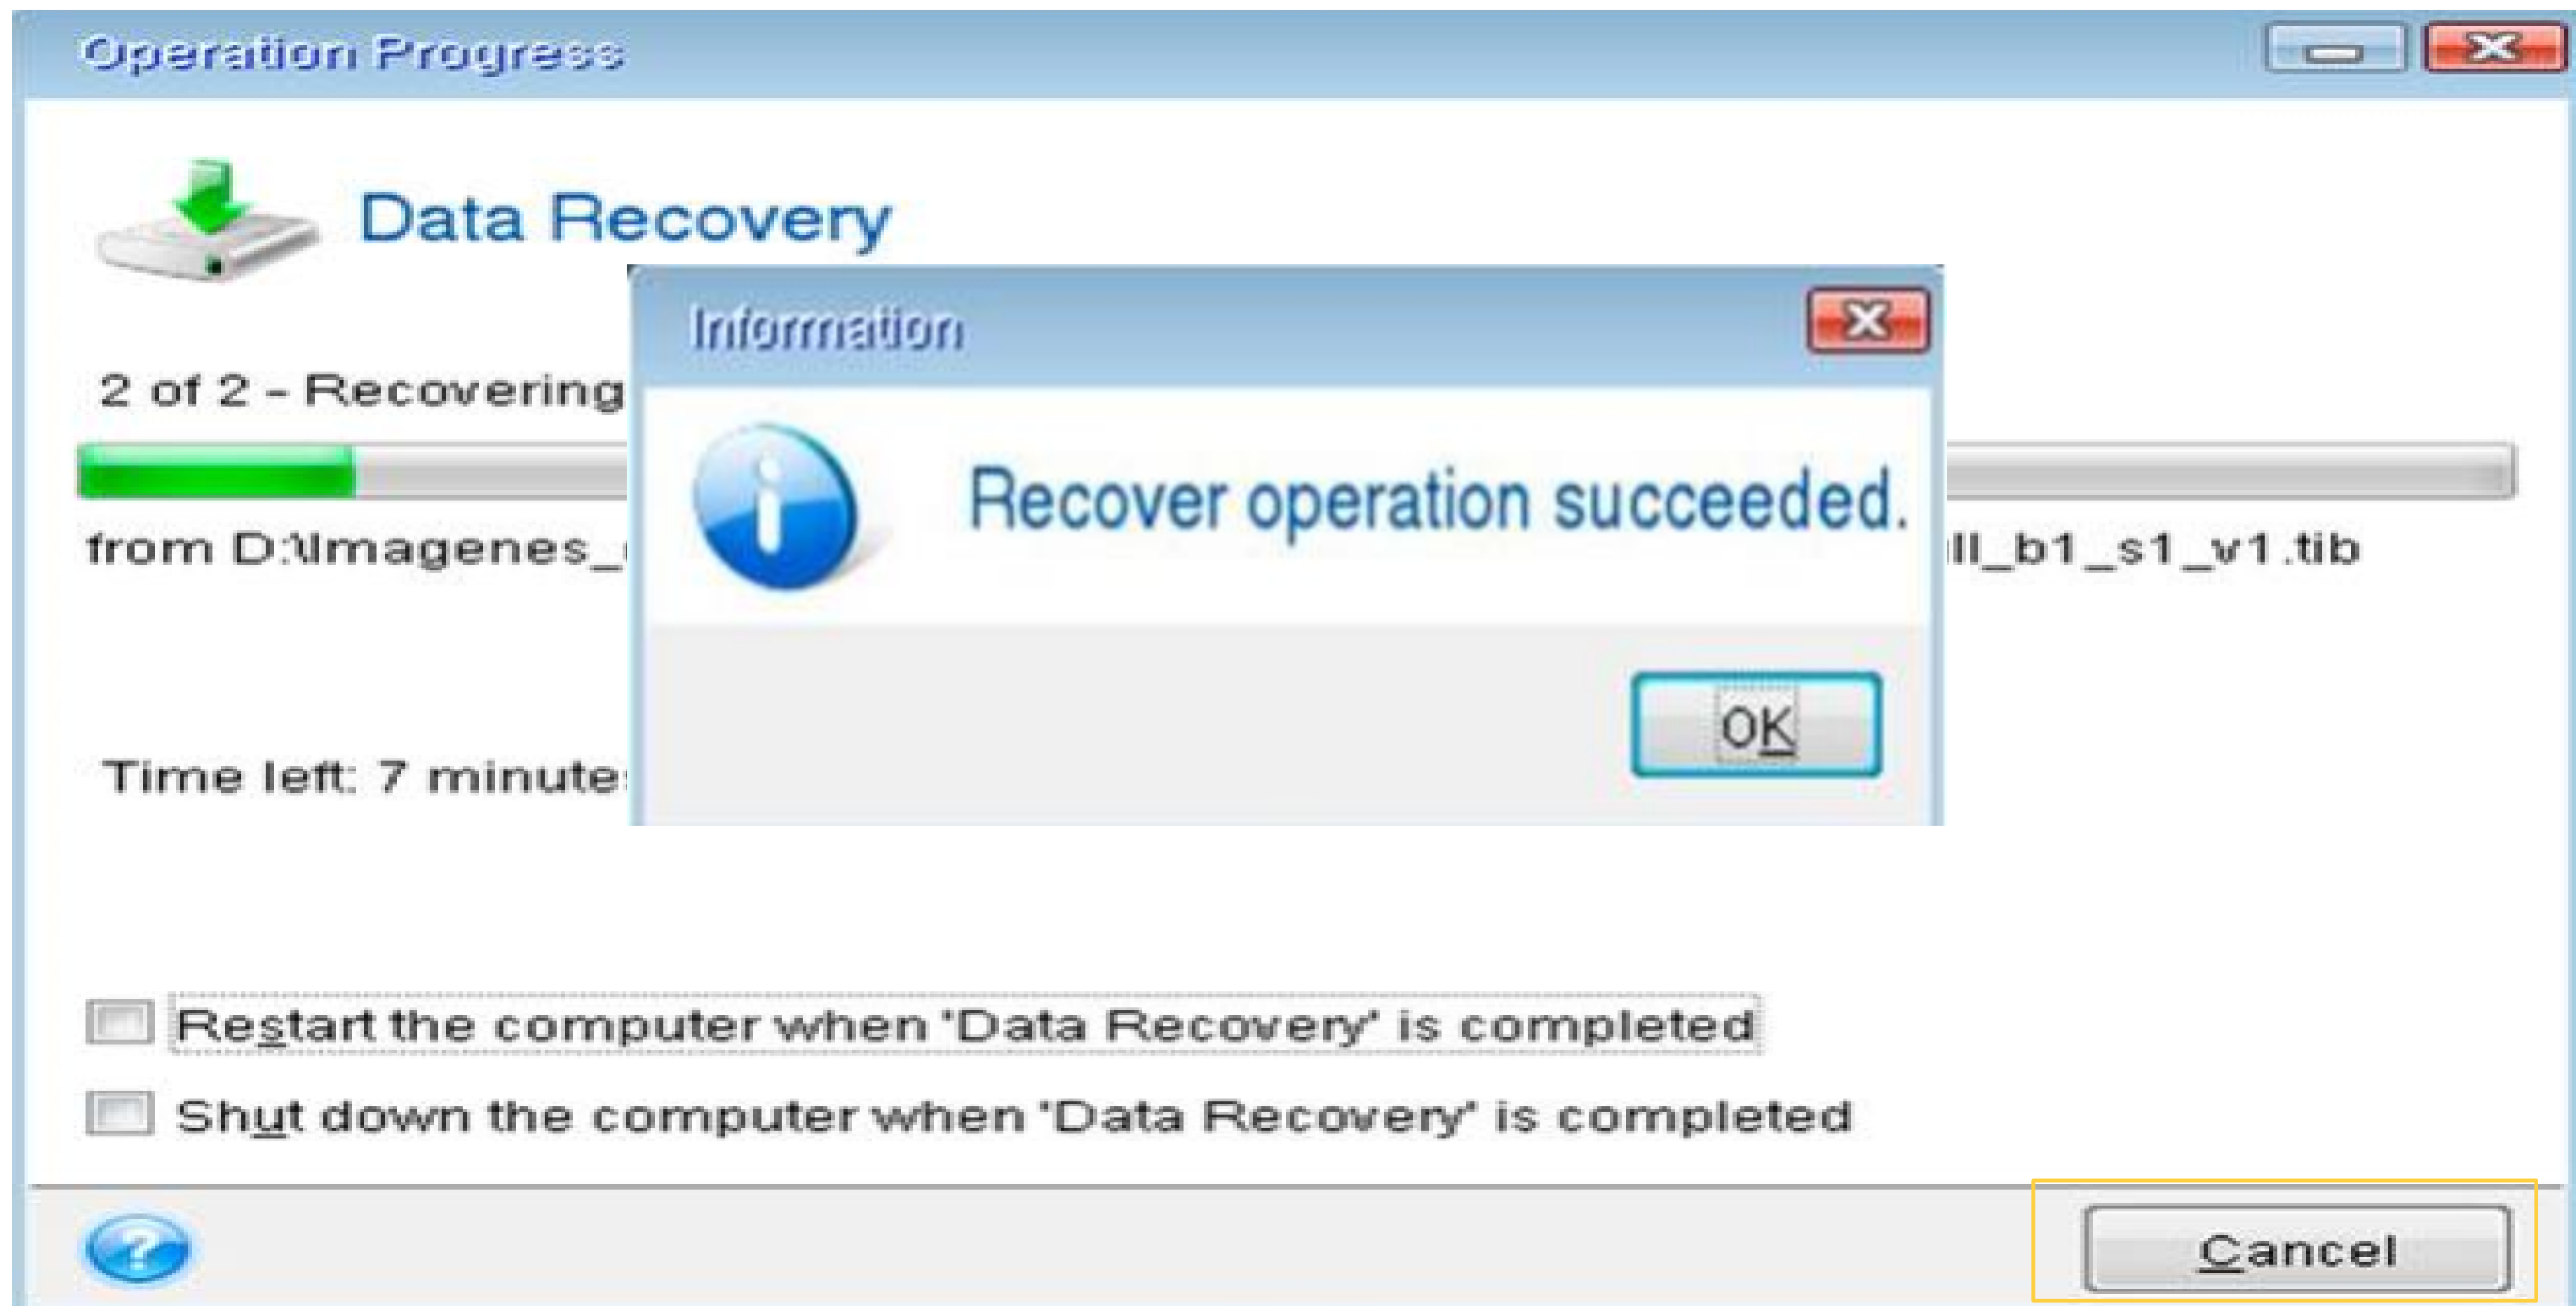 Operation Progress
Data Recovery
Information
2 of 2 - Recovering
Recover operation succeeded.
from D:\Imagenes_ ll_b1_s1_v1.tib
OK
Time left: 7 minute
Restart the computer when 'Data Recovery' is completed
Shut down the computer when 'Data Recovery' is completed
Cancel